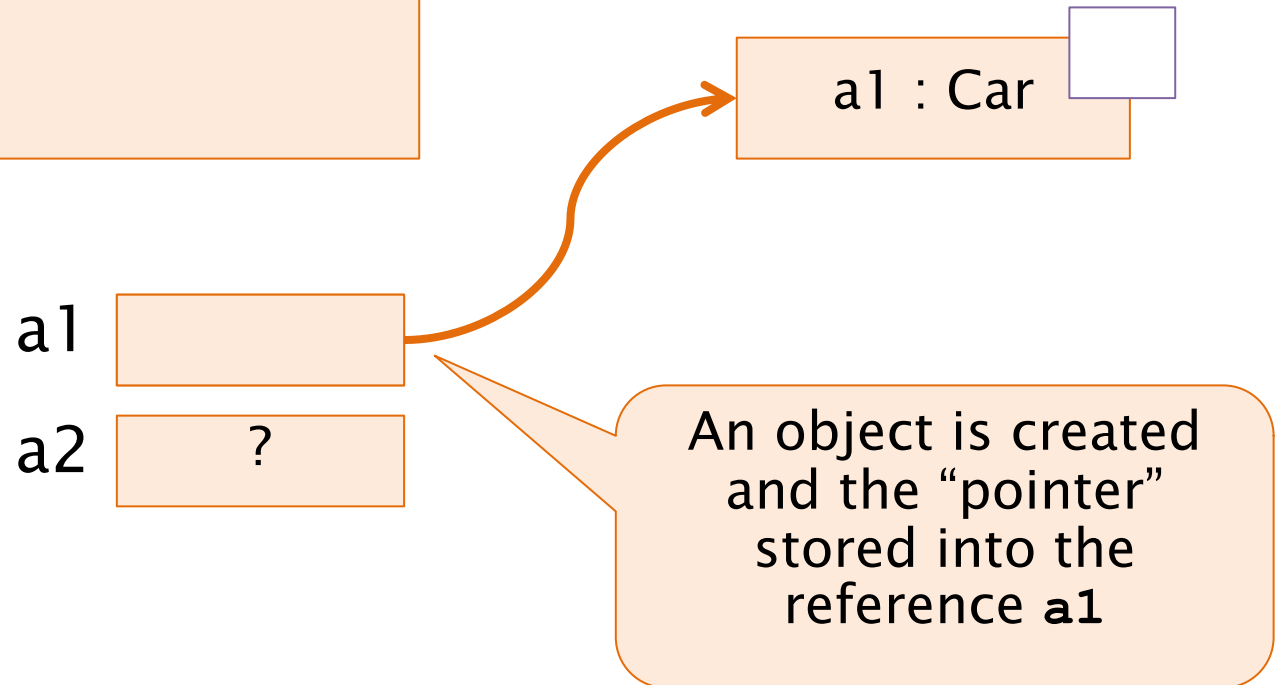 a1 : Car
a1
a2 ?
An object is created
and the “pointer”
stored into the
reference a1